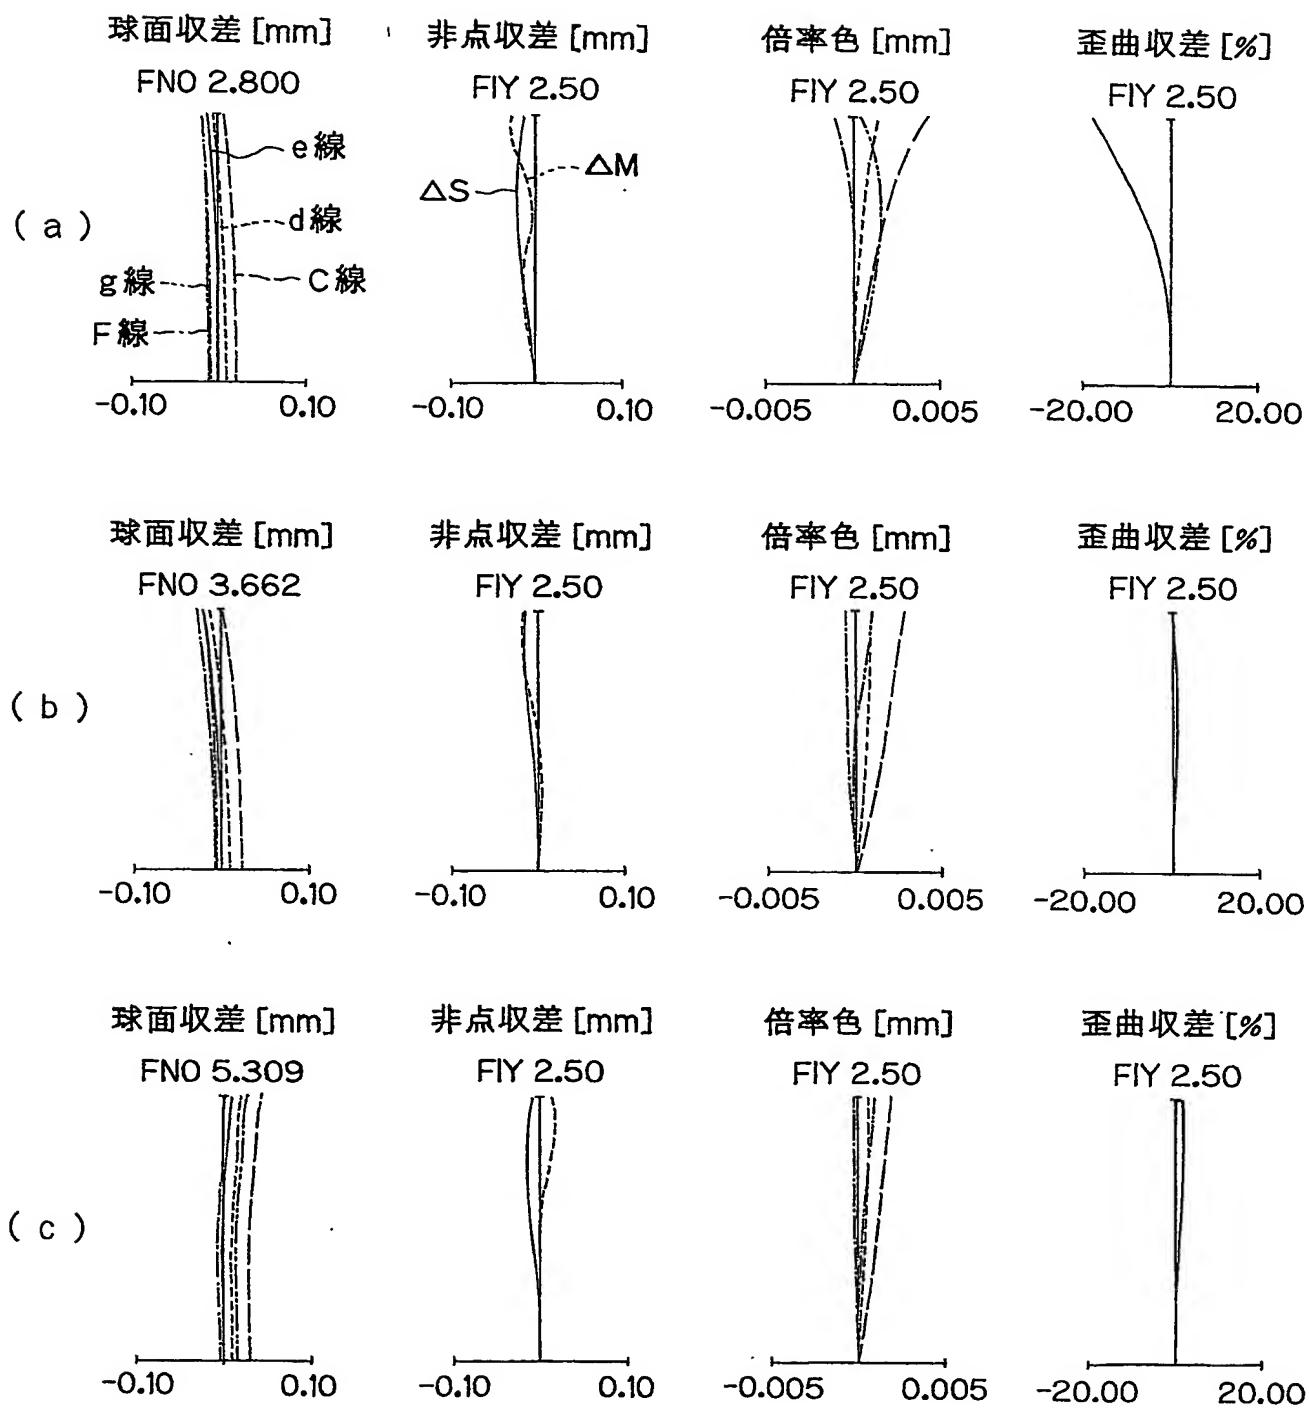 球面収差 [mm]
FNO 2.800
e線
d線
g線
C線
F線
-0.10 0.10
非点収差 [mm]
FIY 2.50
△M
△S
-0.10 0.10
倍率色 [mm]
FIY 2.50
-0.005 0.005
歪曲収差 [%]
FIY 2.50
-20.00 20.00
(a)
球面収差 [mm]
FNO 3.662
-0.10 0.10
非点収差 [mm]
FIY 2.50
-0.10 0.10
倍率色 [mm]
FIY 2.50
-0.005 0.005
歪曲収差 [%]
FIY 2.50
-20.00 20.00
(b)
球面収差 [mm]
FNO 5.309
-0.10 0.10
非点収差 [mm]
FIY 2.50
-0.10 0.10
倍率色 [mm]
FIY 2.50
-0.005 0.005
歪曲収差 [%]
FIY 2.50
-20.00 20.00
(c)